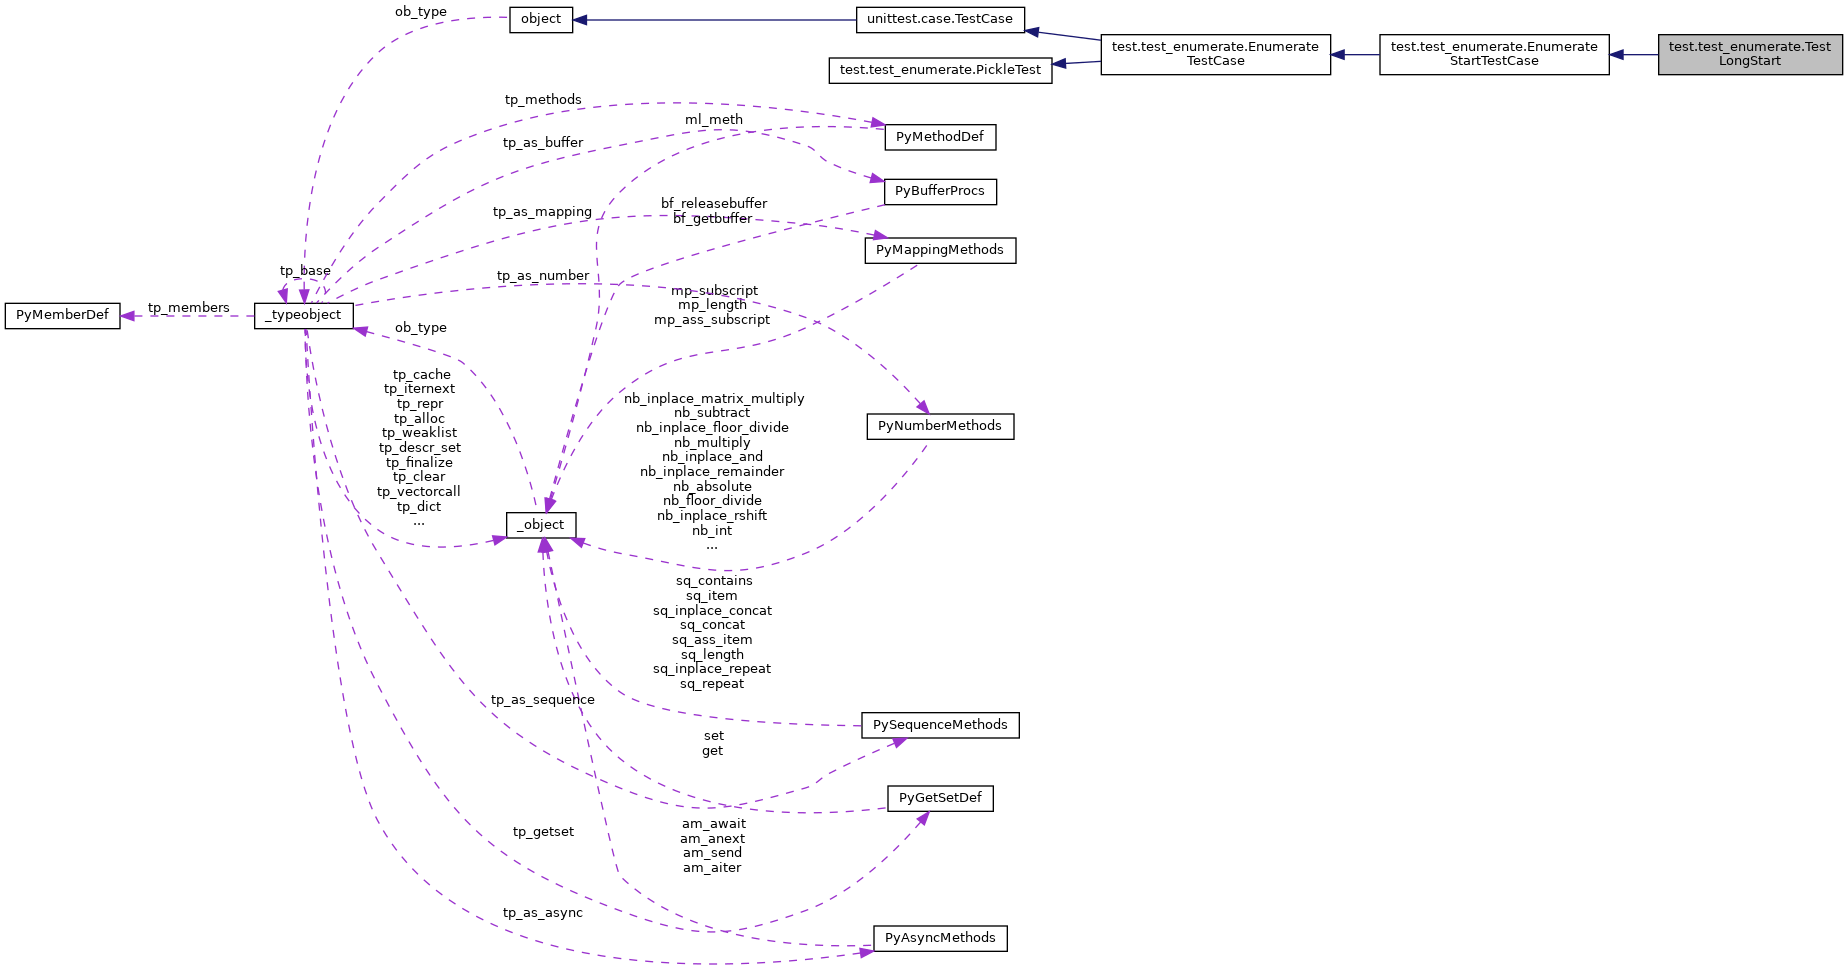 ob_type
object
unittest.case.TestCase
test.test_enumerate.PickleTest
test.test_enumerate.Enumerate
TestCase
test.test_enumerate.Enumerate
StartTestCase
test.test_enumerate.Test
LongStart
tp_methods
ml_meth
PyMethodDef
tp_as_buffer
PyBufferProcs
tp_as_mapping
bf_releasebuffer
bf_getbuffer
PyMappingMethods
tp_base
tp_as_number
mp_subscript
mp_length
mp_ass_subscript
PyMemberDef
tp_members
_typeobject
ob_type
tp_cache
tp_iternext
tp_repr
tp_alloc
tp_weaklist
tp_descr_set
tp_finalize
tp_clear
tp_vectorcall
tp_dict
...
nb_inplace_matrix_multiply
nb_subtract
nb_inplace_floor_divide
nb_multiply
nb_inplace_and
nb_inplace_remainder
nb_absolute
nb_floor_divide
nb_inplace_rshift
nb_int
...
PyNumberMethods
_object
sq_contains
sq_item
sq_inplace_concat
sq_concat
sq_ass_item
sq_length
sq_inplace_repeat
sq_repeat
tp_as_sequence
PySequenceMethods
set
get
PyGetSetDef
tp_getset
am_await
am_anext
am_send
am_aiter
tp_as_async
PyAsyncMethods